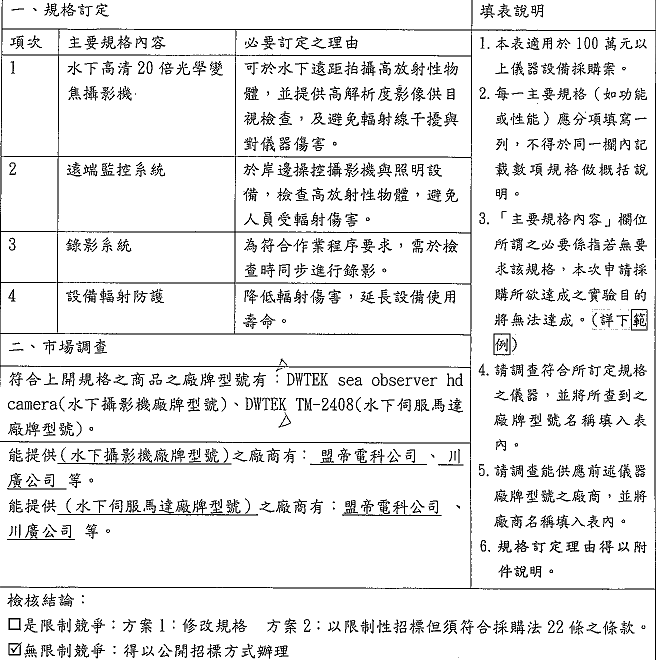 一、規格訂定
項次 主要規格內容 必要訂定之理由
1 水下高清20倍光學變焦攝影機 可於水下遠距拍攝高放射性物
體，並提供高解析度影像供目
視檢查，及避免輻射線干擾與
對儀器傷害。
2 遠端監控系統 於岸邊操控攝影機與照明設
備，檢查高放射性物體，避免
人員受輻射傷害。
3 錄影系統 為符合作業程序要求，需於檢
查時同步進行錄影。
4 設備輻射防護 降低輻射傷害，延長設備使用
壽命。
二、市場調查
符合上開規格之商品之廠牌型號有：DWTEK sea observer hd
camera(水下攝影機廠牌型號)、DWTEK TM-2408(水下伺服馬達
廠牌型號)。
能提供(水下攝影機廠牌型號)之廠商有：盟帝電科公司、川
廣公司 等。
能提供(水下伺服馬達廠牌型號)之廠商有：盟帝電科公司、
川廣公司 等。
填表說明
1.本表適用於100萬元以
上儀器設備採購案。
2.每一主要規格（如功能
或性能）應分項填寫一
列，不得於同一欄內記
載數項規格做概括說
明。
3.「主要規格內容」欄位
所謂之必要係指若無要
求該規格，本次申請採
購所欲達成之實驗目的
將無法達成。(詳下範
例)
4.請調查符合所訂定規格
之儀器，並將所查到之
廠牌型號名稱填入表
內。
5.請調查能供應前述儀器
廠牌型號之廠商，並將
廠商名稱填入表內。
6.規格訂定理由得以附
件說明。
檢核結論：
☐是限制競爭：方案1：修改規格 方案2：以限制性招標但須符合採購法22條之條款。
☑無限制競爭：得以公開招標方式辦理